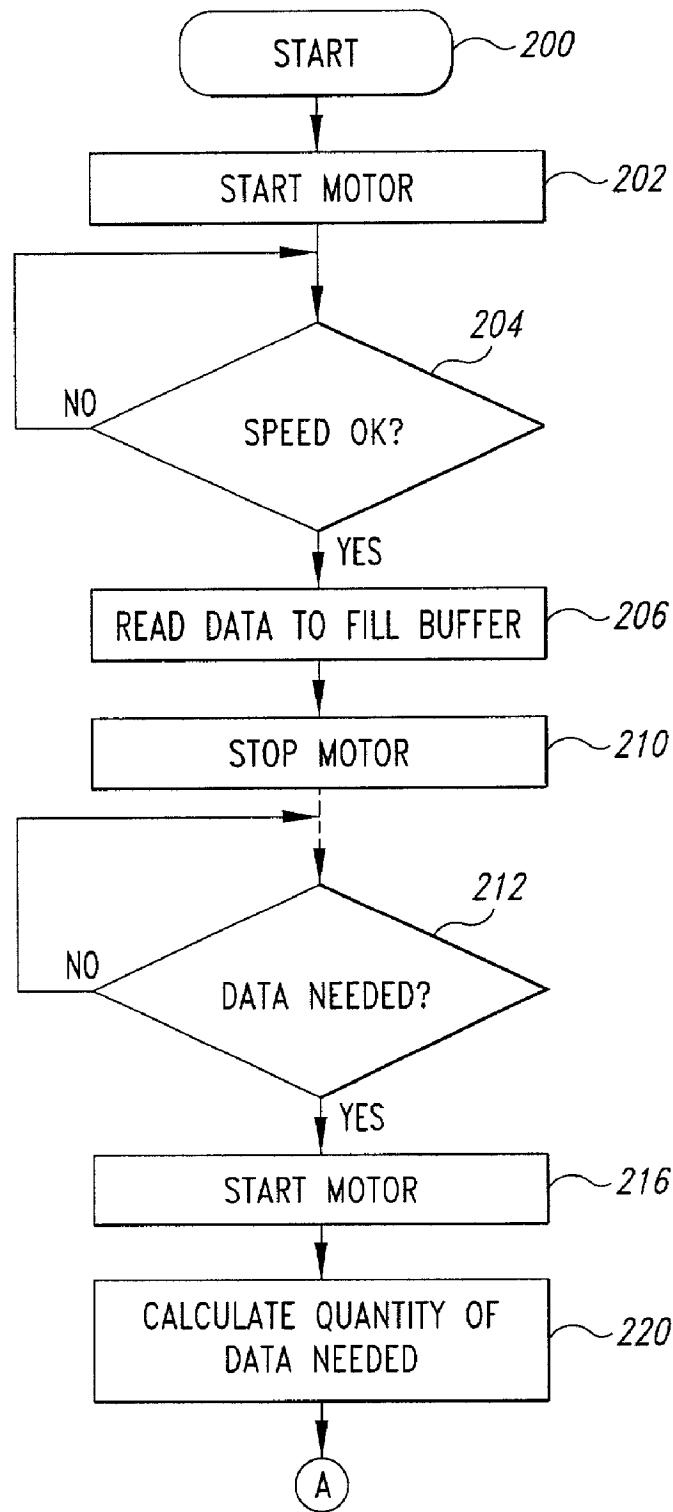 START
200
START MOTOR
202
204
NO
SPEED OK?
YES
READ DATA TO FILL BUFFER
206
STOP MOTOR
210
212
NO
DATA NEEDED?
YES
START MOTOR
216
CALCULATE QUANTITY OF
DATA NEEDED
220
A